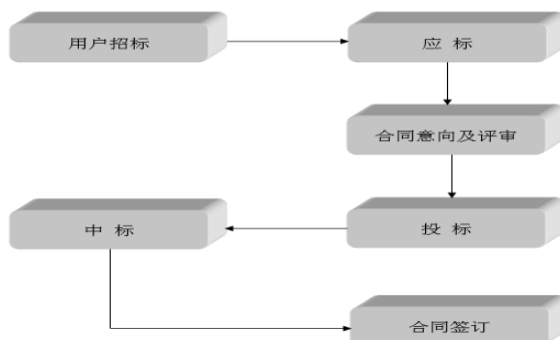 用户招标
应 标
合同意向及评审
投 标
中 标
合同签订